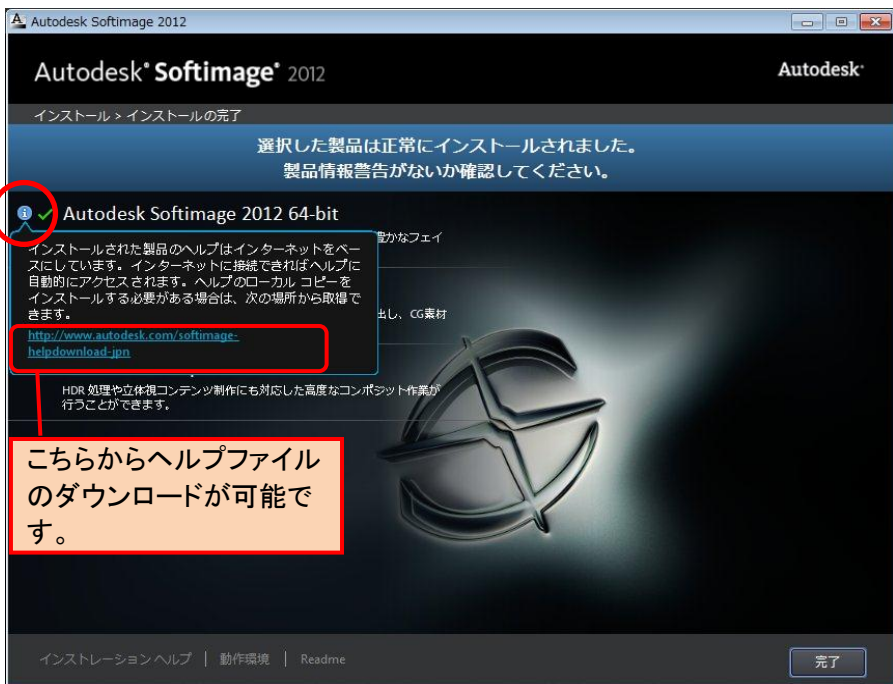 Autodesk Softimage 2012
Autodesk® Softimage® 2012
Autodesk®
インストール > インストールの完了
選択した製品は正常にインストールされました。
製品情報警告がないか確認してください。
Autodesk Softimage 2012 64-bit
豊かなフェイ
インストールされた製品のヘルプはインターネットをベー
スにしています。インターネットに接続できればヘルプに
自動的にアクセスされます。ヘルプのローカル コピーを
インストールする必要がある場合は、次の場所から取得で
きます。
出し、CG素材
http://www.autodesk.com/softimage-
helpdownload-jpn
HDR 処理や立体視コンテンツ制作にも対応した高度なコンポジット作業が
行うことができます。
こちらからヘルプファイル
のダウンロードが可能で
す。
インストレーション ヘルプ | 動作環境 | Readme
完了